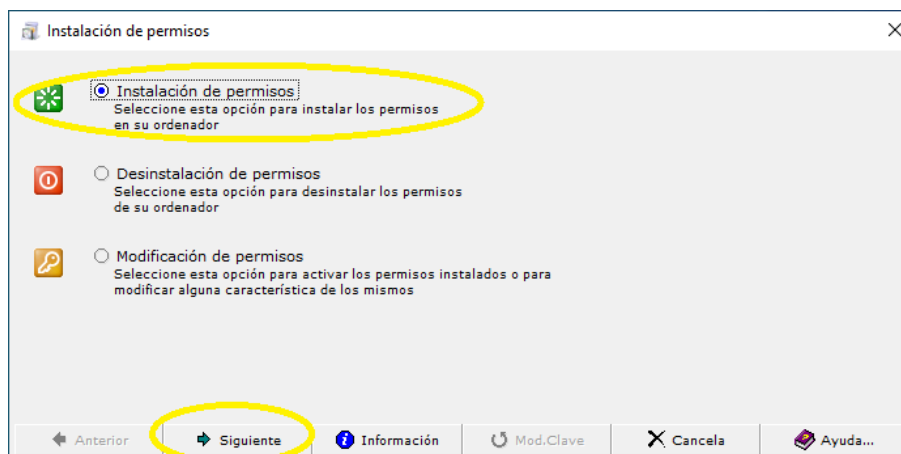 Instalación de permisos
Instalación de permisos
Seleccione esta opción para instalar los permisos
en su ordenador
Desinstalación de permisos
Seleccione esta opción para desinstalar los permisos
de su ordenador
Modificación de permisos
Seleccione esta opción para activar los permisos instalados o para
modificar alguna característica de los mismos
Anterior Siguiente Información Mod.Clave Cancela Ayuda...